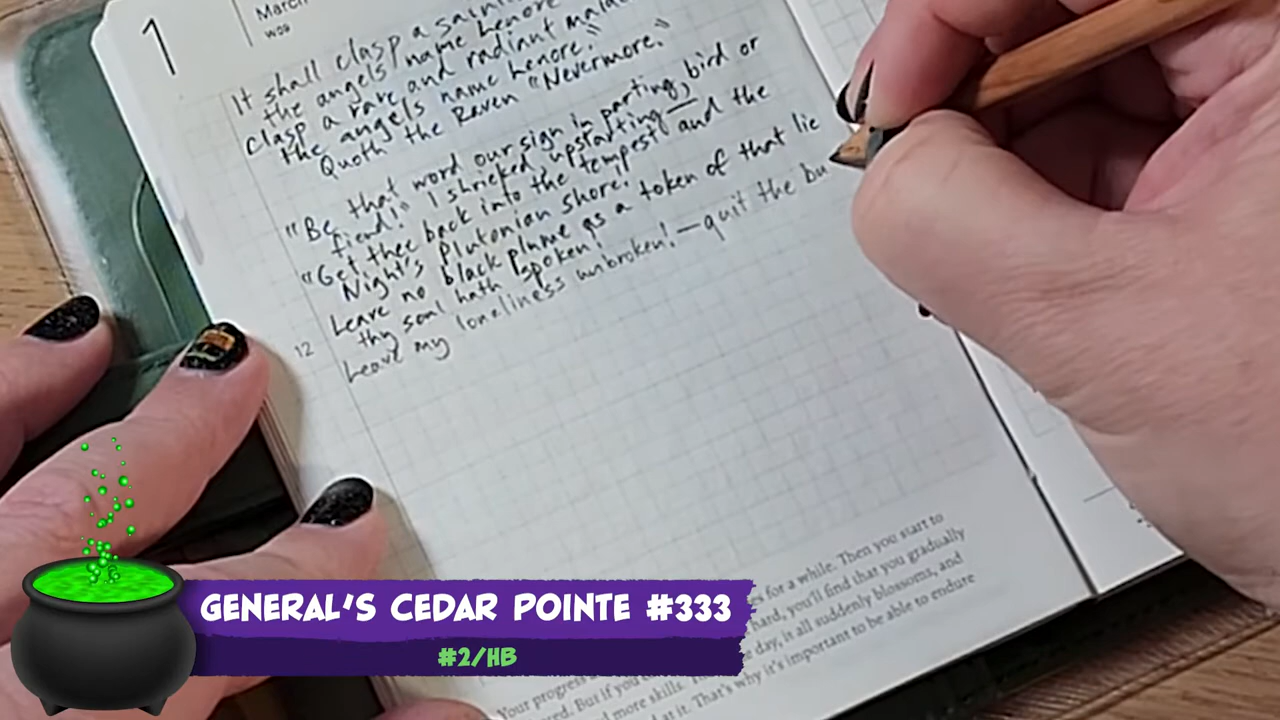 1
March
W09
It shall clasp a
the angels name Lenore
Clasp a rare and radiant
the angels name Lenore."
Quoth the Raven "Nevermore."
"Be that word our sign in parting, bird or
fiend!" I shrieked upstarting—
"Get thee back into the tempest and the
Night's Plutonian shore!
Leave no black plume as a token of that lie
thy soul hath spoken!
Leave my loneliness unbroken!—quit the bu
12
es for a while. Then you start to
hard, you'll find that you gradually
day, it all suddenly blossoms, and
Your progress
more skills.
at it. That's why it's important to be able to endure
GENERAL'S CEDAR POINTE #333
#2/HB